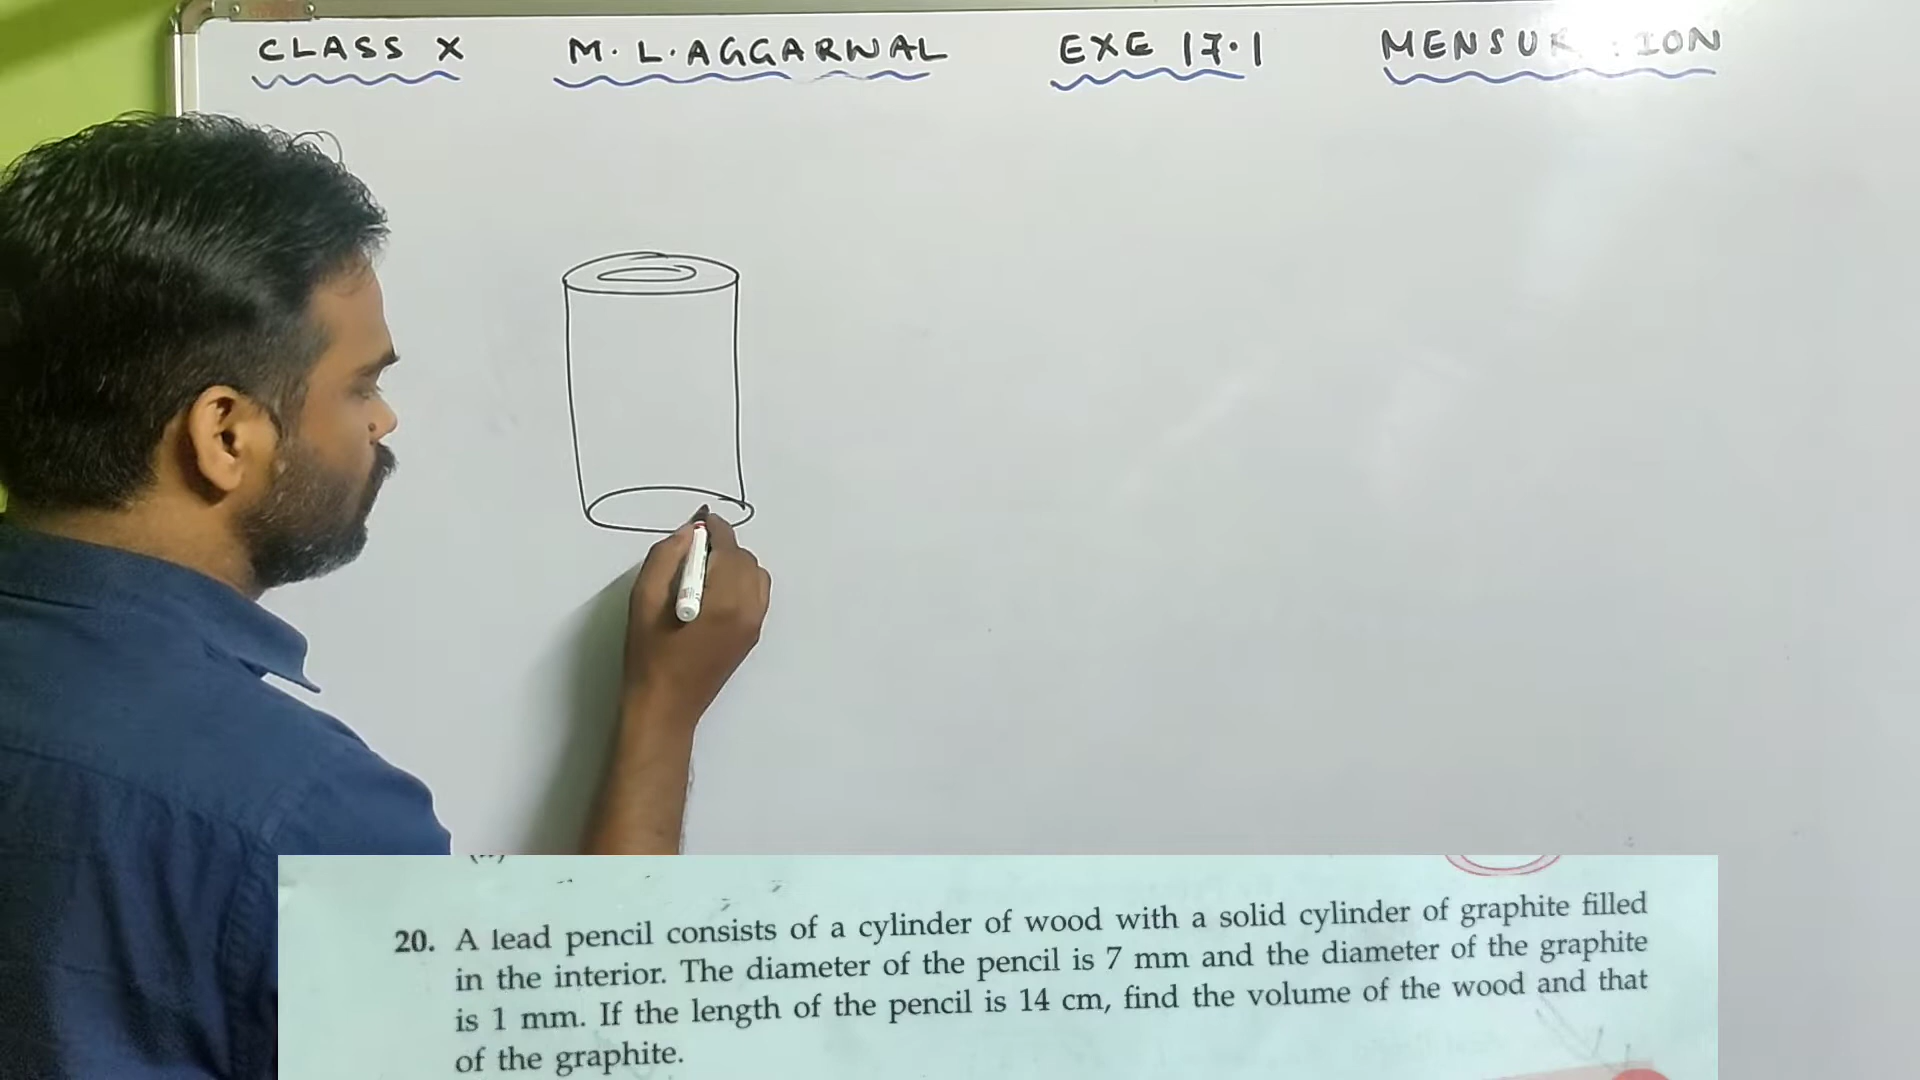 CLASS X M.L.AGGARWAL EXE 17.1
20. A lead pencil consists of a cylinder of wood with a solid cylinder of graphite filled
in the interior. The diameter of the pencil is 7 mm and the diameter of the graphite
is 1 mm. If the length of the pencil is 14 cm, find the volume of the wood and that
of the graphite.